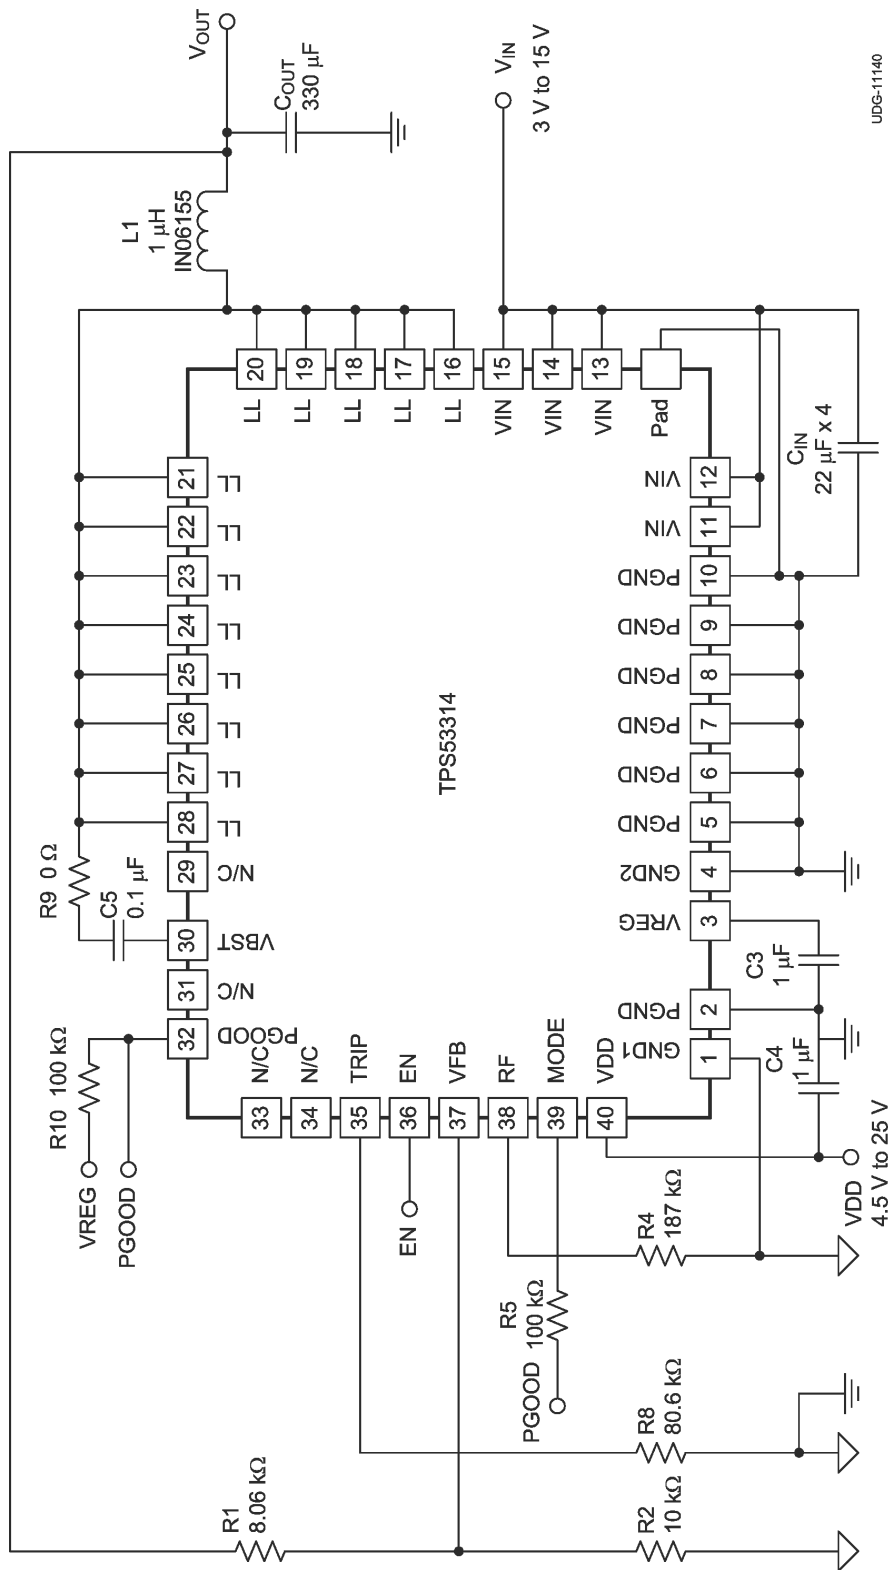 R1
8.06 kΩ
R2
10 kΩ
R8
80.6 kΩ
PGOOD
R5
100 kΩ
R4
187 kΩ
VDD
4.5 V to 25 V
EN
VREG
PGOOD
R10 100 kΩ
33
N/C
34
N/C
35
TRIP
36
EN
37
VFB
38
RF
39
MODE
40
VDD
32
PGOOD
31
N/C
30
VBST
29
N/C
28
LL
27
LL
26
LL
25
LL
24
LL
23
LL
22
LL
21
LL
R9 0 Ω
C5
0.1 µF
TPS53314
1
GND1
2
PGND
3
VREG
4
GND2
5
PGND
6
PGND
7
PGND
8
PGND
9
PGND
10
PGND
11
VIN
12
VIN
C4
1 µF
C3
1 µF
20
LL
19
LL
18
LL
17
LL
16
LL
15
VIN
14
VIN
13
VIN
Pad
CIN
22 µF x 4
L1
1 µH
IN06155
COUT
330 µF
VOUT
VIN
3 V to 15 V
UDG-11140